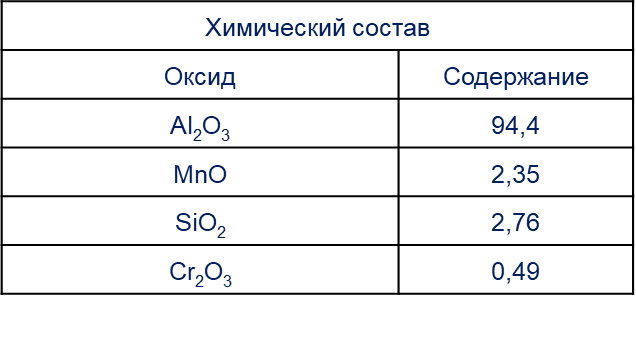 Химический состав
Оксид Содержание
Al₂O₃ 94,4
MnO 2,35
SiO₂ 2,76
Cr₂O₃ 0,49